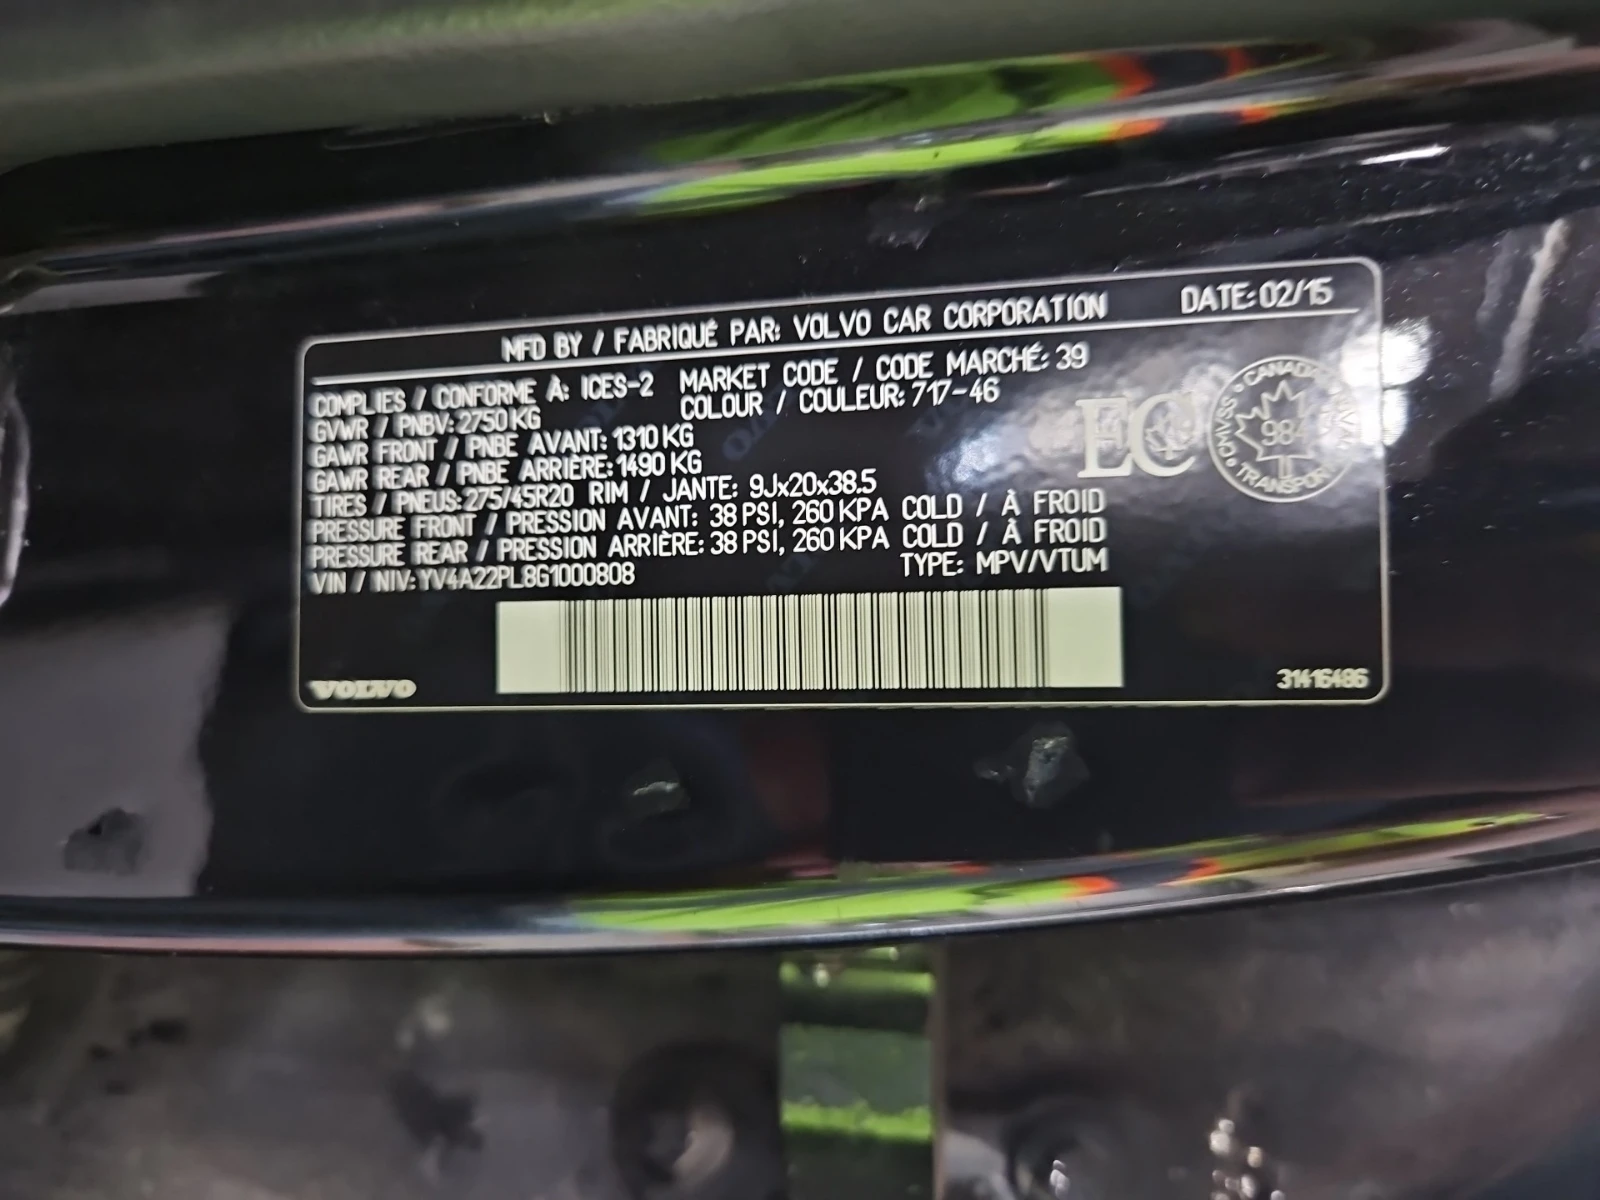 MFD BY / FABRIQUÉ PAR: VOLVO CAR CORPORATION DATE: 02/15
COMPLIES / CONFORME À: ICES-2 MARKET CODE / CODE MARCHÉ: 39
GVWR / PNBV: 2750 KG COLOUR / COULEUR: 717-46
GAWR FRONT / PNBE AVANT: 1310 KG
GAWR REAR / PNBE ARRIÈRE: 1490 KG
TIRES / PNEUS: 275/45R20 RIM / JANTE: 9Jx20x38.5
PRESSURE FRONT / PRESSION AVANT: 38 PSI, 260 KPA COLD / À FROID
PRESSURE REAR / PRESSION ARRIÈRE: 38 PSI, 260 KPA COLD / À FROID
VIN / NIV: YV4A22PL8G1000808 TYPE: MPV/VTUM
EC
CANADA
CMVSS
984
TRANSPORT
VOLVO
31416486